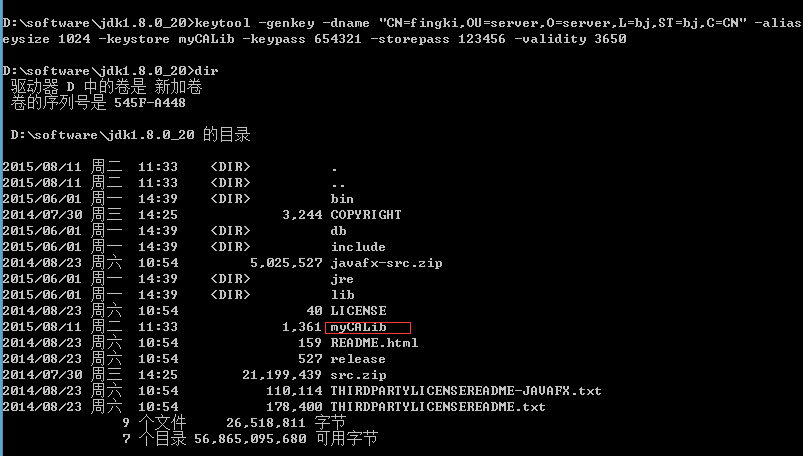 D:\software\jdk1.8.0_20>keytool -genkey -dname "CN=fingki,OU=server,O=server,L=bj,ST=bj,C=CN" -alias
eysize 1024 -keystore myCALib -keypass 654321 -storepass 123456 -validity 3650
D:\software\jdk1.8.0_20>dir
驱动器 D 中的卷是 新加卷
卷的序列号是 545F-A448
D:\software\jdk1.8.0_20 的目录
2015/08/11 周二 11:33 <DIR> .
2015/08/11 周二 11:33 <DIR> ..
2015/06/01 周一 14:39 <DIR> bin
2014/07/30 周三 14:25 3,244 COPYRIGHT
2015/06/01 周一 14:39 <DIR> db
2015/06/01 周一 14:39 <DIR> include
2014/08/23 周六 10:54 5,025,527 javafx-src.zip
2015/06/01 周一 14:39 <DIR> jre
2015/06/01 周一 14:39 <DIR> lib
2014/08/23 周六 10:54 40 LICENSE
2015/08/11 周二 11:33 1,361 myCALib
2014/08/23 周六 10:54 159 README.html
2014/08/23 周六 10:54 527 release
2014/07/30 周三 14:25 21,199,439 src.zip
2014/08/23 周六 10:54 110,114 THIRDPARTYLICENSEREADME-JAVAFX.txt
2014/08/23 周六 10:54 178,400 THIRDPARTYLICENSEREADME.txt
9 个文件 26,518,811 字节
7 个目录 56,865,095,680 可用字节